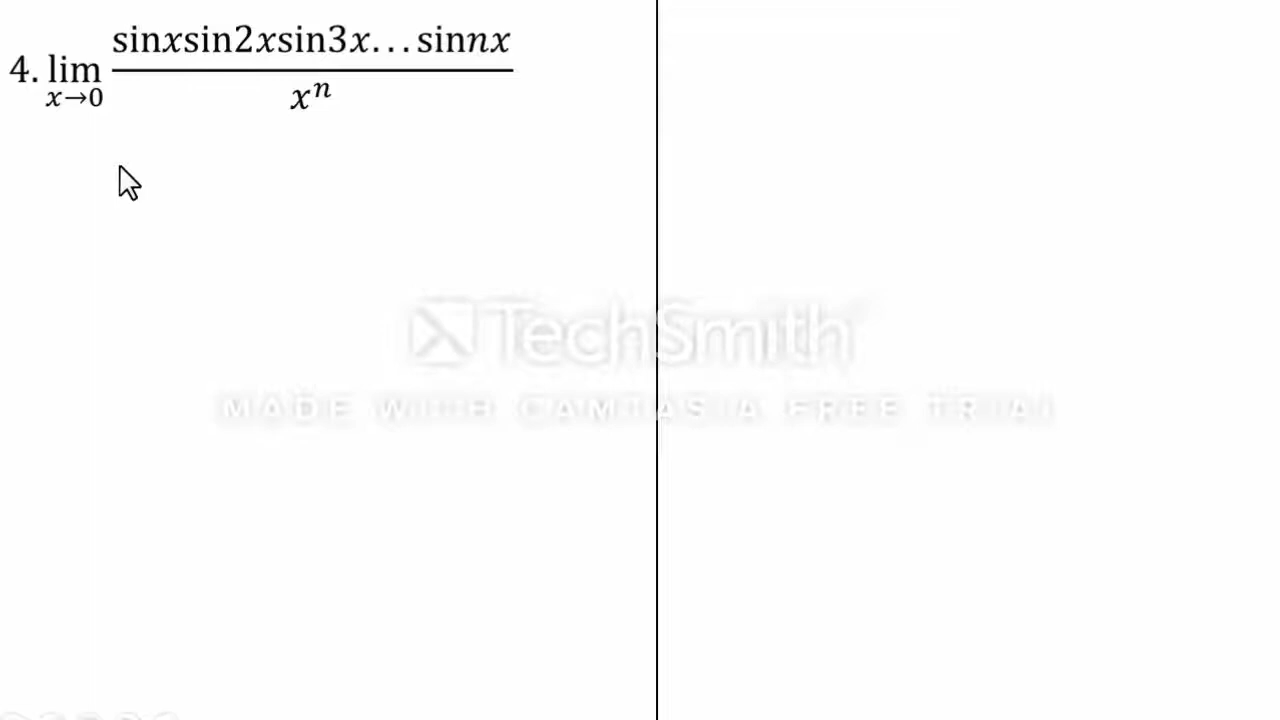 4. lim x→0 sinxsin2xsin3x...sinnx / xⁿ
TechSmith
MADE WITH CAMTASIA FREE TRIAL